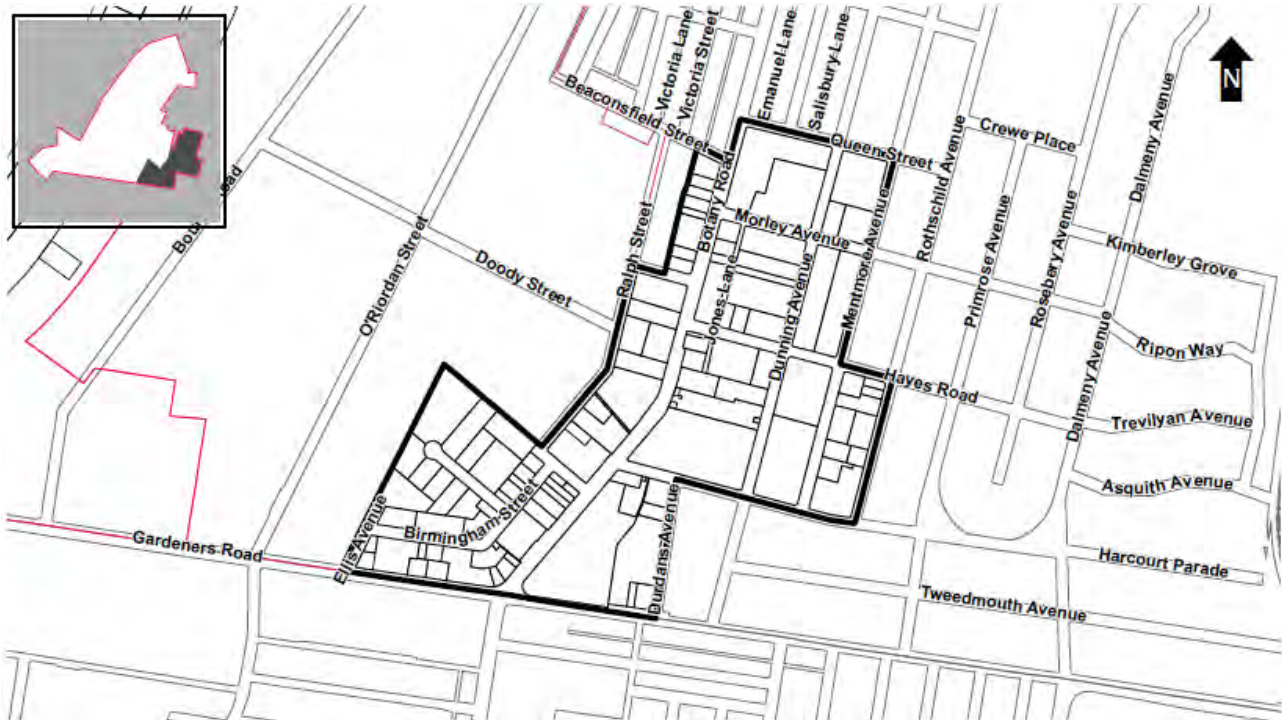 Victoria Lane
Victoria Street
Emanuel Lane
Salisbury Lane
N
Beaconsfield Street
Crewe Place
Dalmeny Avenue
Queen Street
Rothschild Avenue
Botany Road
Morley Avenue
Ralph Street
Mentmore Avenue
Primrose Avenue
Rosebery Avenue
Kimberley Grove
O'Riordan Street
Doody Street
Jones Lane
Dunning Avenue
Ripon Way
Hayes Road
Dalmeny Avenue
Trevilyan Avenue
Asquith Avenue
Birmingham Street
Ellis Avenue
Gardeners Road
Durdans Avenue
Harcourt Parade
Tweedmouth Avenue